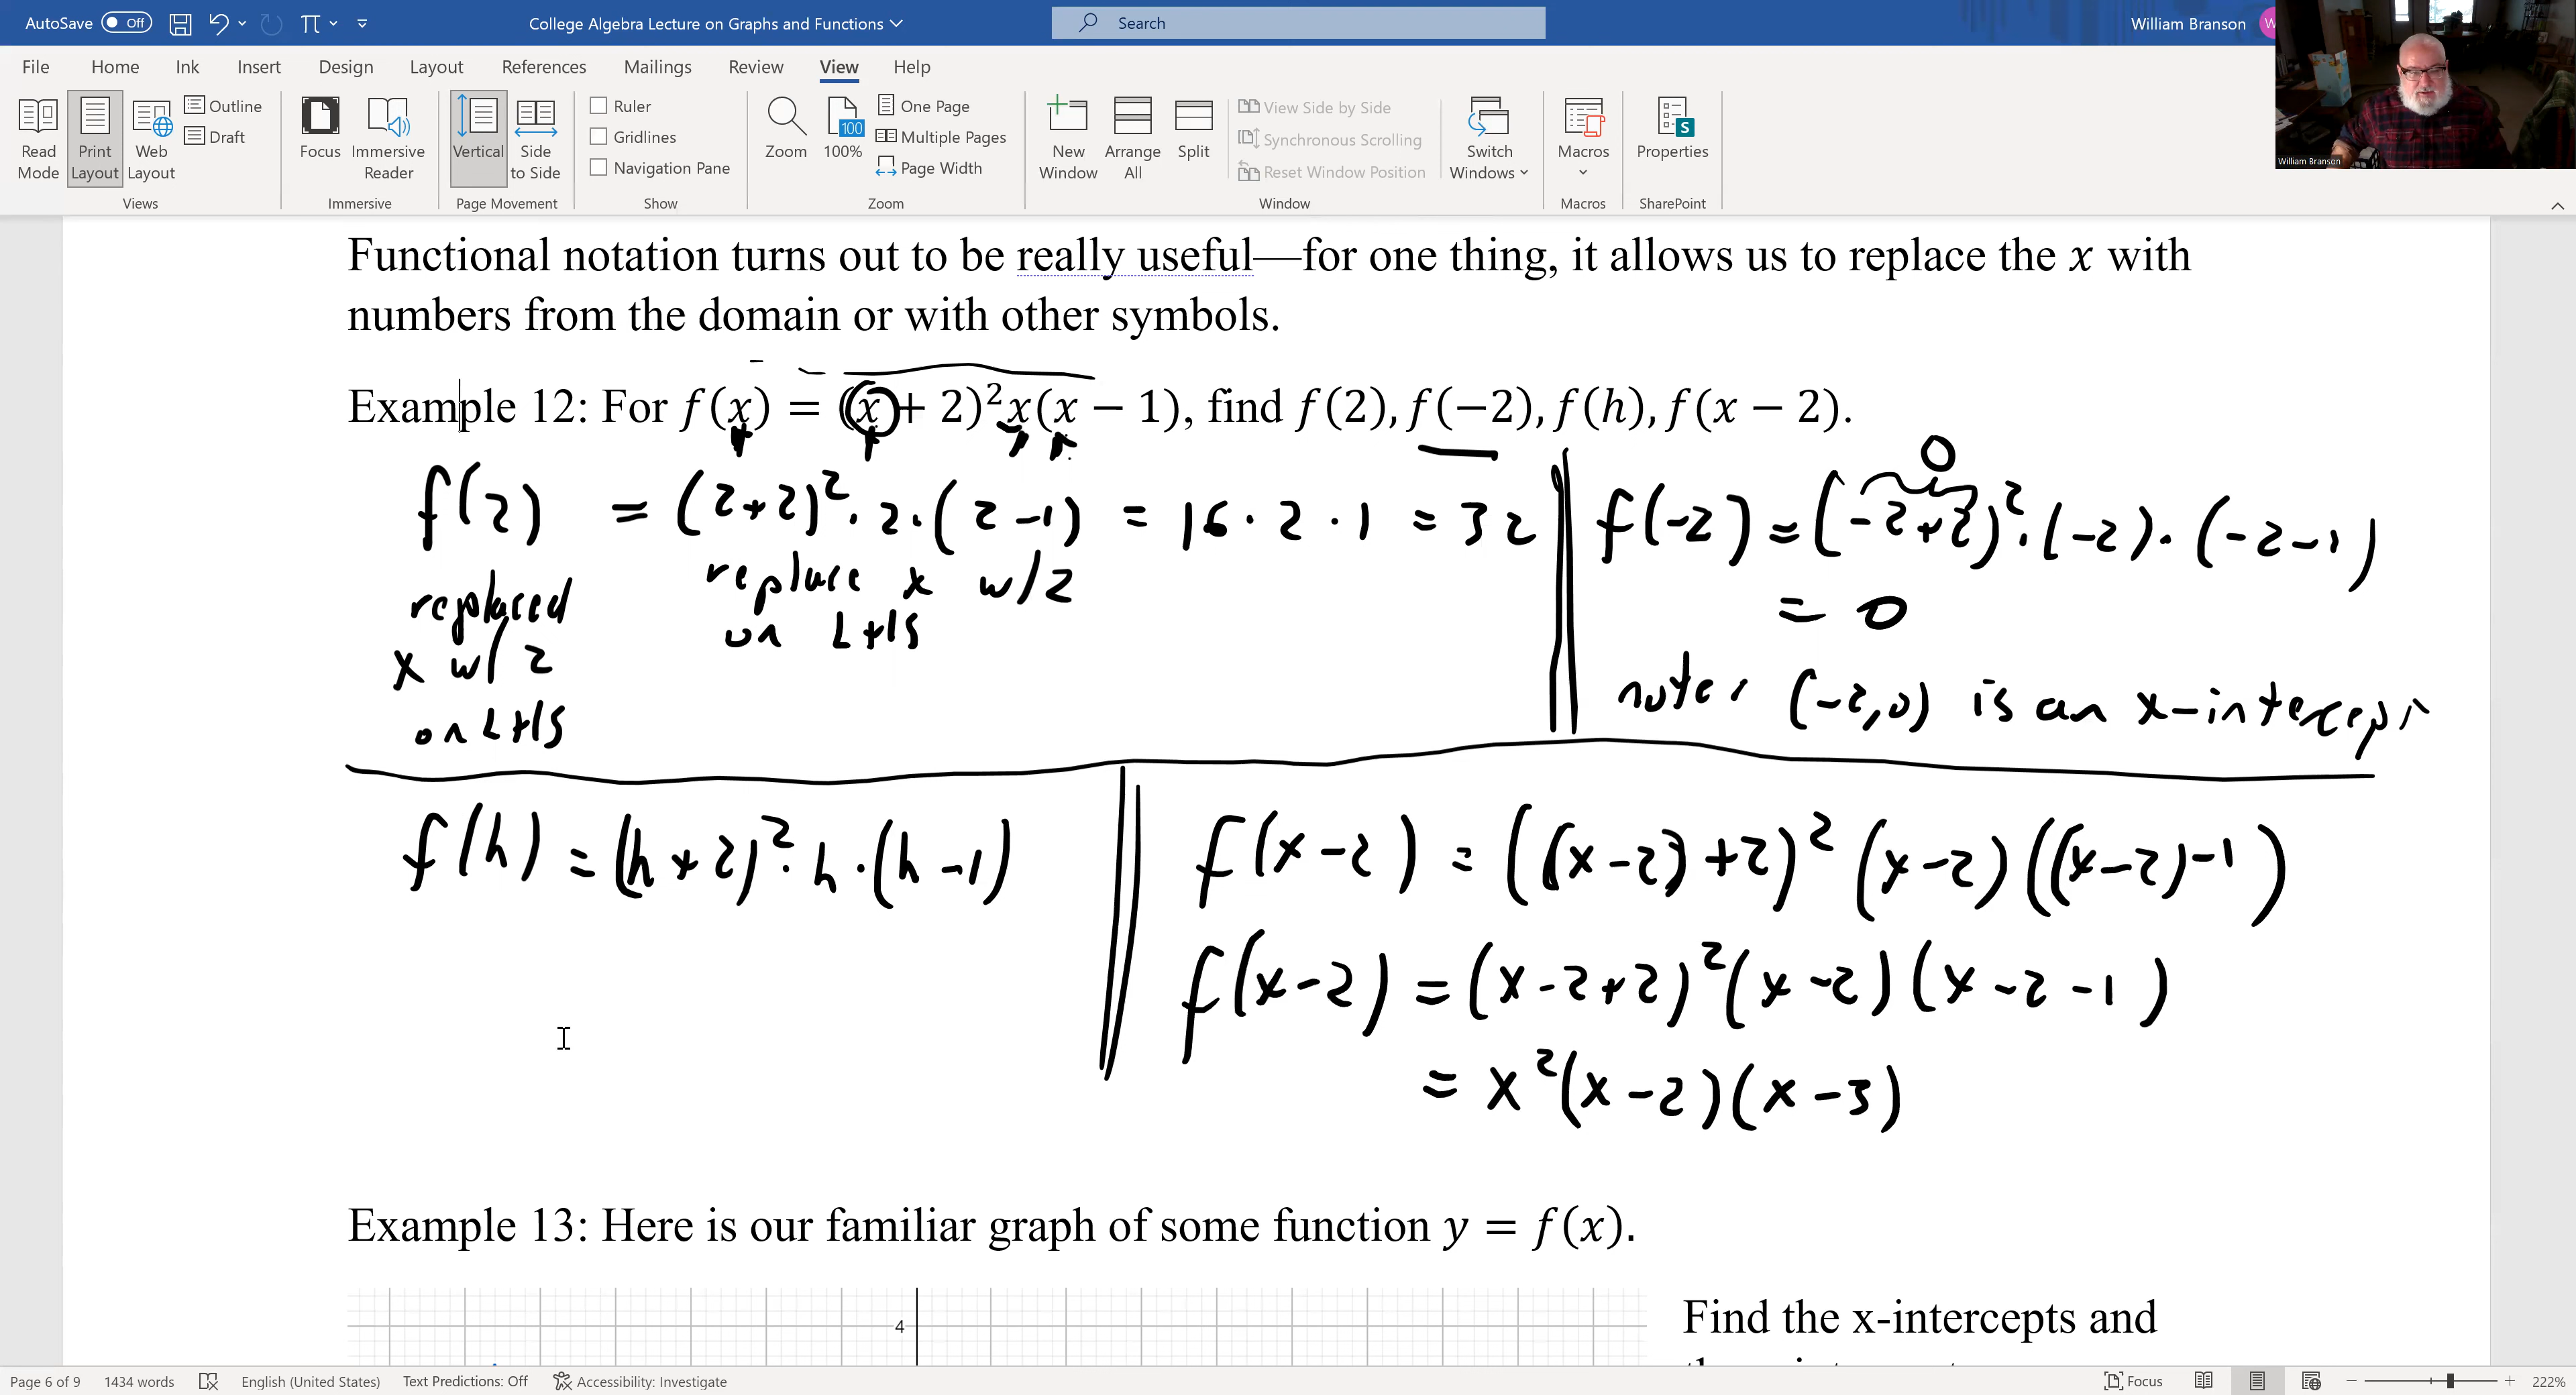 AutoSave Off
College Algebra Lecture on Graphs and Functions
Search
William Branson
File Home Ink Insert Design Layout References Mailings Review View Help
Read Mode
Print Layout
Web Layout
Outline
Draft
Views
Focus
Immersive Reader
Immersive
Vertical
Side to Side
Page Movement
Ruler
Gridlines
Navigation Pane
Show
Zoom
100
100%
One Page
Multiple Pages
Page Width
Zoom
New Window
Arrange All
Split
View Side by Side
Synchronous Scrolling
Reset Window Position
Switch Windows
Window
Macros
Macros
S
Properties
SharePoint
William Branson
Functional notation turns out to be really useful—for one thing, it allows us to replace the x with
numbers from the domain or with other symbols.
Example 12: For f(x) = (x + 2)²x(x − 1), find f(2), f(−2), f(h), f(x − 2).
f(2) = (2+2)²·2·(2-1) = 16·2·1 = 32
replaced
x w/ 2
on LHS
replace x w/2
on LHS
0
f(-2) = (-2+2)²·(-2)·(-2-1)
= 0
note: (-2,0) is an x-intercept
f(h) = (h+2)²·h·(h-1)
f(x-2) = ((x-2)+2)²(x-2)((x-2)-1)
f(x-2) = (x-2+2)²(x-2)(x-2-1)
= x²(x-2)(x-3)
Example 13: Here is our familiar graph of some function y = f(x).
4
Find the x-intercepts and
Page 6 of 9 1434 words English (United States) Text Predictions: Off Accessibility: Investigate Focus 222%